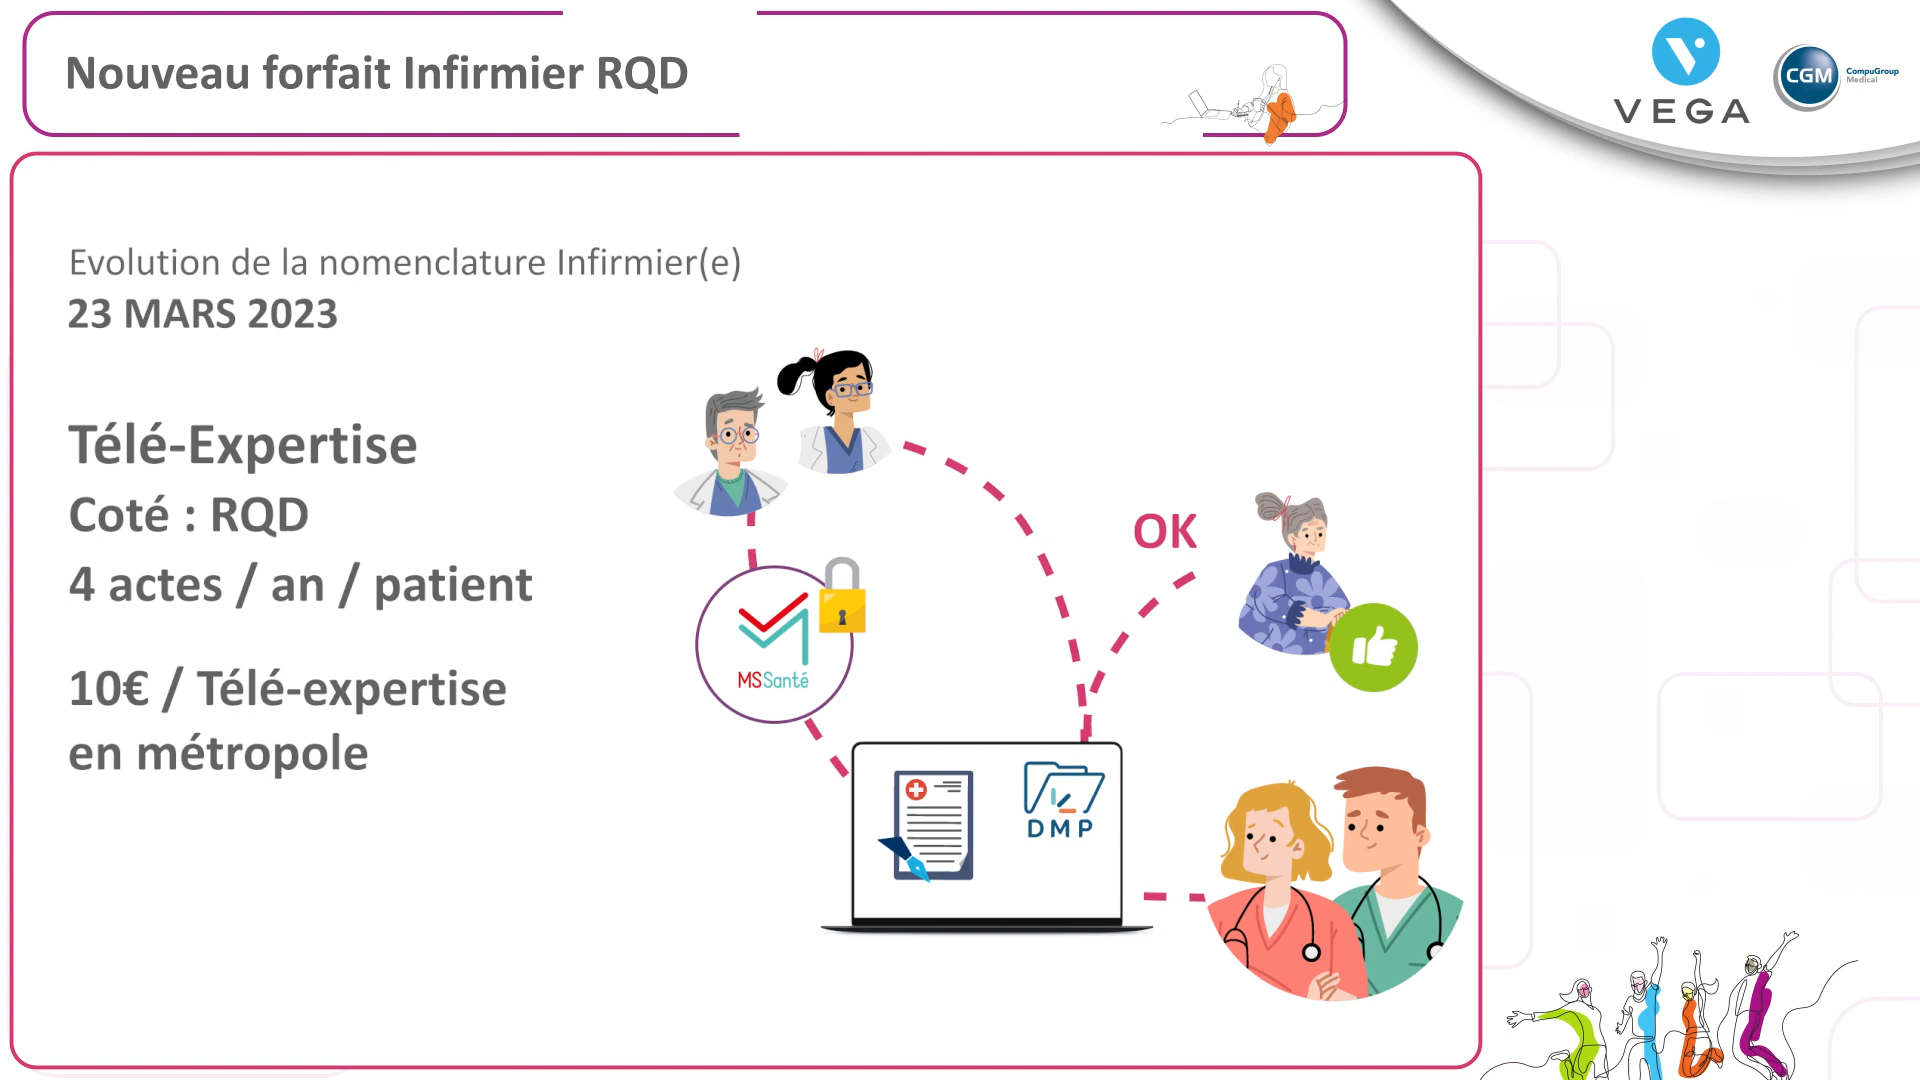 Nouveau forfait Infirmier RQD
VEGA
CGM
CompuGroup
Medical
Evolution de la nomenclature Infirmier(e)
23 MARS 2023
Télé-Expertise
Coté : RQD
4 actes / an / patient
10€ / Télé-expertise
en métropole
OK
MSSanté
DMP